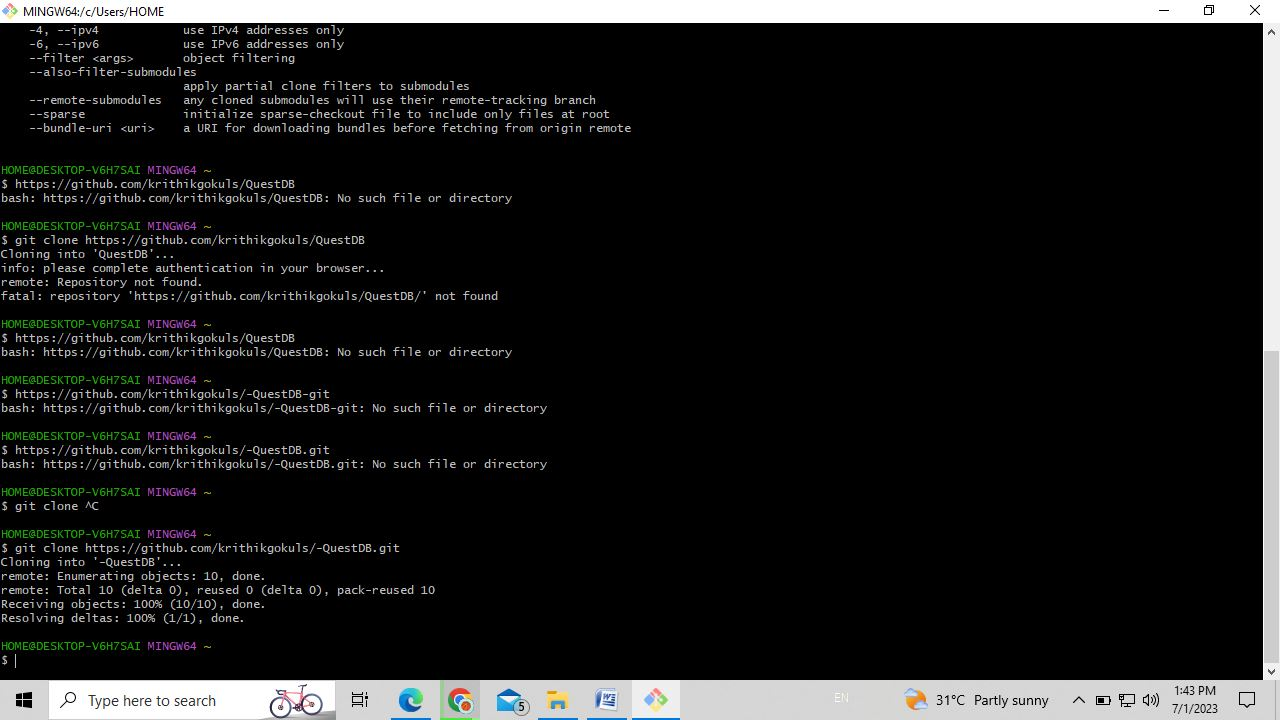 MINGW64:/c/Users/HOME
-4, --ipv4            use IPv4 addresses only
-6, --ipv6            use IPv6 addresses only
--filter <args>       object filtering
--also-filter-submodules
apply partial clone filters to submodules
--remote-submodules   any cloned submodules will use their remote-tracking branch
--sparse              initialize sparse-checkout file to include only files at root
--bundle-uri <uri>    a URI for downloading bundles before fetching from origin remote
HOME@DESKTOP-V6H7SAI MINGW64 ~
$ https://github.com/krithikgokuls/QuestDB
bash: https://github.com/krithikgokuls/QuestDB: No such file or directory
HOME@DESKTOP-V6H7SAI MINGW64 ~
$ git clone https://github.com/krithikgokuls/QuestDB
Cloning into 'QuestDB'...
info: please complete authentication in your browser...
remote: Repository not found.
fatal: repository 'https://github.com/krithikgokuls/QuestDB/' not found
HOME@DESKTOP-V6H7SAI MINGW64 ~
$ https://github.com/krithikgokuls/QuestDB
bash: https://github.com/krithikgokuls/QuestDB: No such file or directory
HOME@DESKTOP-V6H7SAI MINGW64 ~
$ https://github.com/krithikgokuls/-QuestDB-git
bash: https://github.com/krithikgokuls/-QuestDB-git: No such file or directory
HOME@DESKTOP-V6H7SAI MINGW64 ~
$ https://github.com/krithikgokuls/-QuestDB.git
bash: https://github.com/krithikgokuls/-QuestDB.git: No such file or directory
HOME@DESKTOP-V6H7SAI MINGW64 ~
$ git clone ^C
HOME@DESKTOP-V6H7SAI MINGW64 ~
$ git clone https://github.com/krithikgokuls/-QuestDB.git
Cloning into '-QuestDB'...
remote: Enumerating objects: 10, done.
remote: Total 10 (delta 0), reused 0 (delta 0), pack-reused 10
Receiving objects: 100% (10/10), done.
Resolving deltas: 100% (1/1), done.
HOME@DESKTOP-V6H7SAI MINGW64 ~
$
Type here to search
5
EN
31°C Partly sunny
1:43 PM
7/1/2023